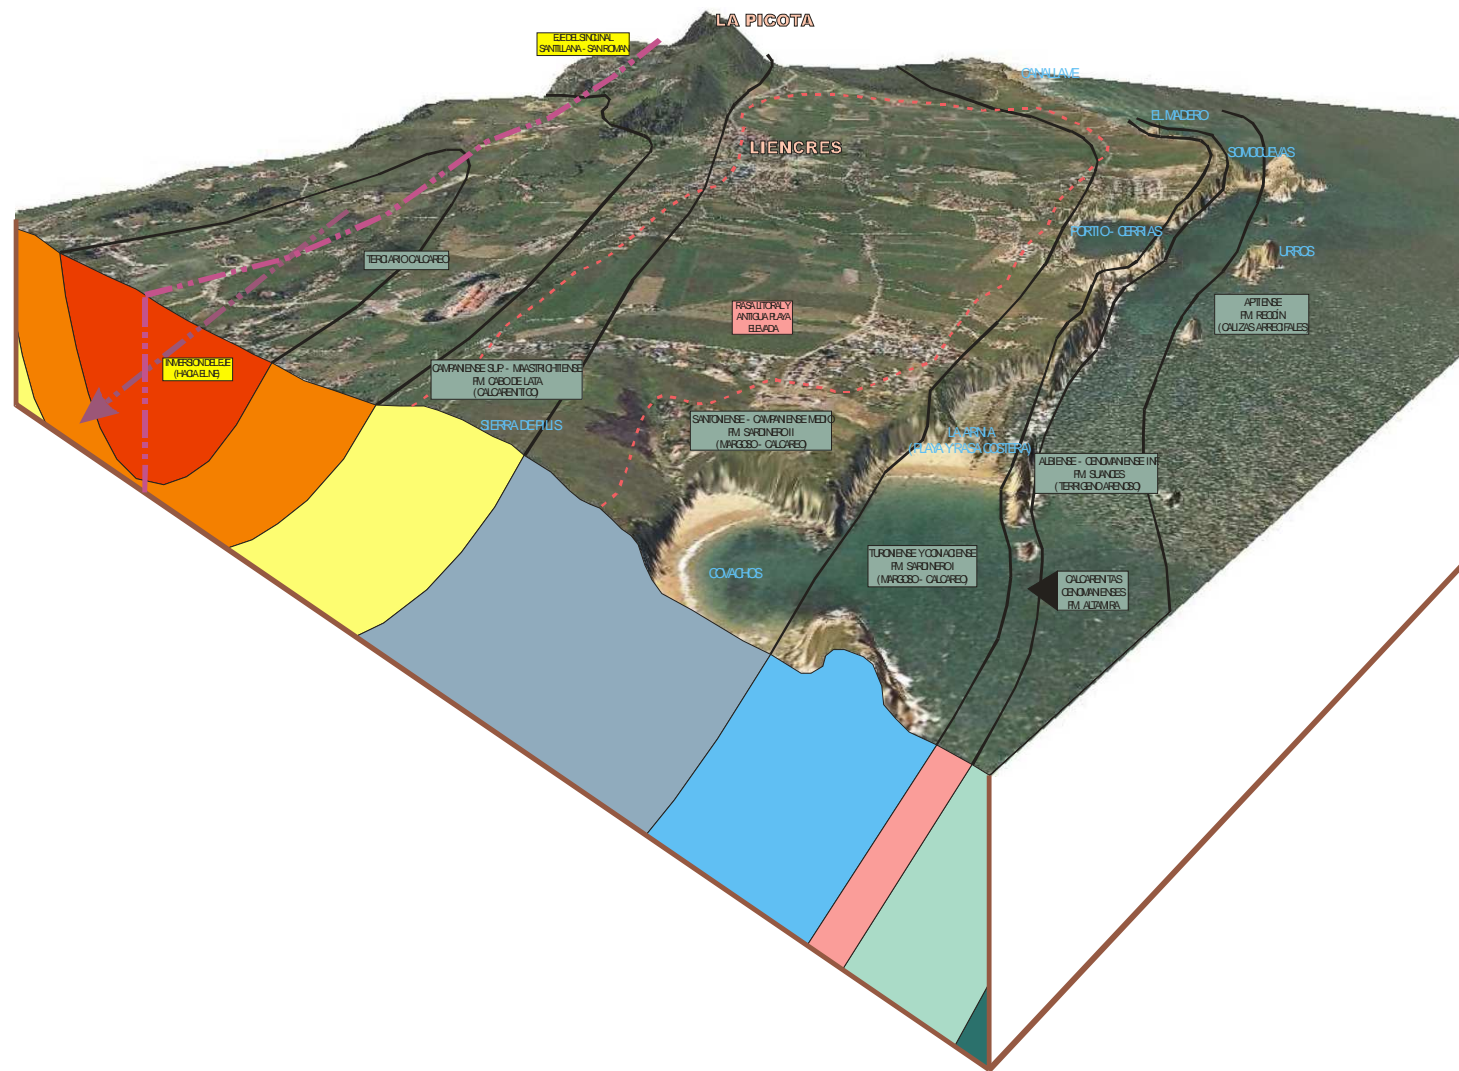 LA PICOTA
EJE DEL SINCLINAL
SANTILLANA - SAN ROMAN
CANALLAVE
EL MADERO
LIENCRES
SOMOCUEVAS
PORTIO - CERRIAS
URROS
TERCIARIO CALCAREO
APTIENSE
FM. REOCÍN
(CALIZAS ARRECIFALES)
RASA LITORAL Y
ANTIGUA PLAYA
ELEVADA
INVERSION DEL EJE
(HACIA EL NE)
CAMPANIENSE SUP. - MAASTRICHTIENSE
FM. CABO DE LATA
(CALCARENITICO)
SIERRA DE PILIS
SANTONIENSE - CAMPANIENSE MEDIO
FM. SARDINERO II
(MARGOSO - CALCAREO)
LA ARNIA
(PLAYA Y RASA COSTERA)
ALBIENSE - CENOMANIENSE INF
FM. SUANCES
(TERRIGENO ARENOSO)
TURONIENSE Y CONIACIENSE
FM. SARDINERO I
(MARGOSO - CALCAREO)
COVACHOS
CALCARENITAS
CENOMANIENSES
FM. ALTAMIRA